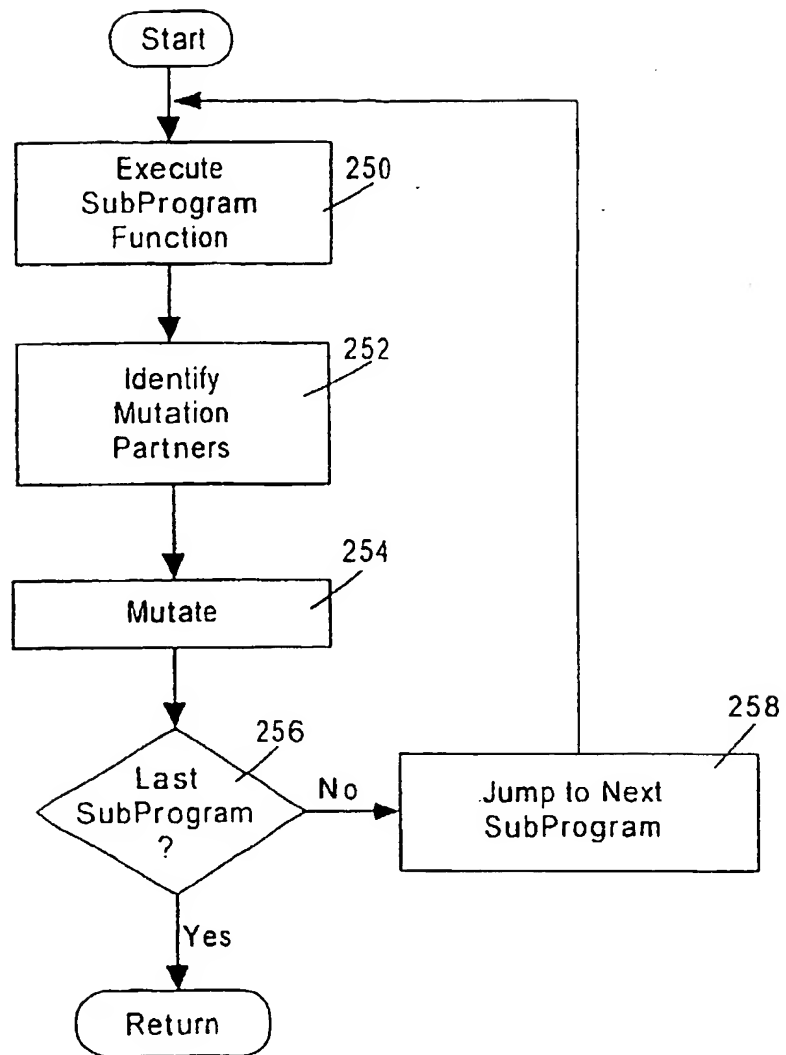 Start
Execute
SubProgram
Function
250
Identify
Mutation
Partners
252
Mutate
254
Last
SubProgram
?
256
No
Jump to Next
SubProgram
258
Yes
Return